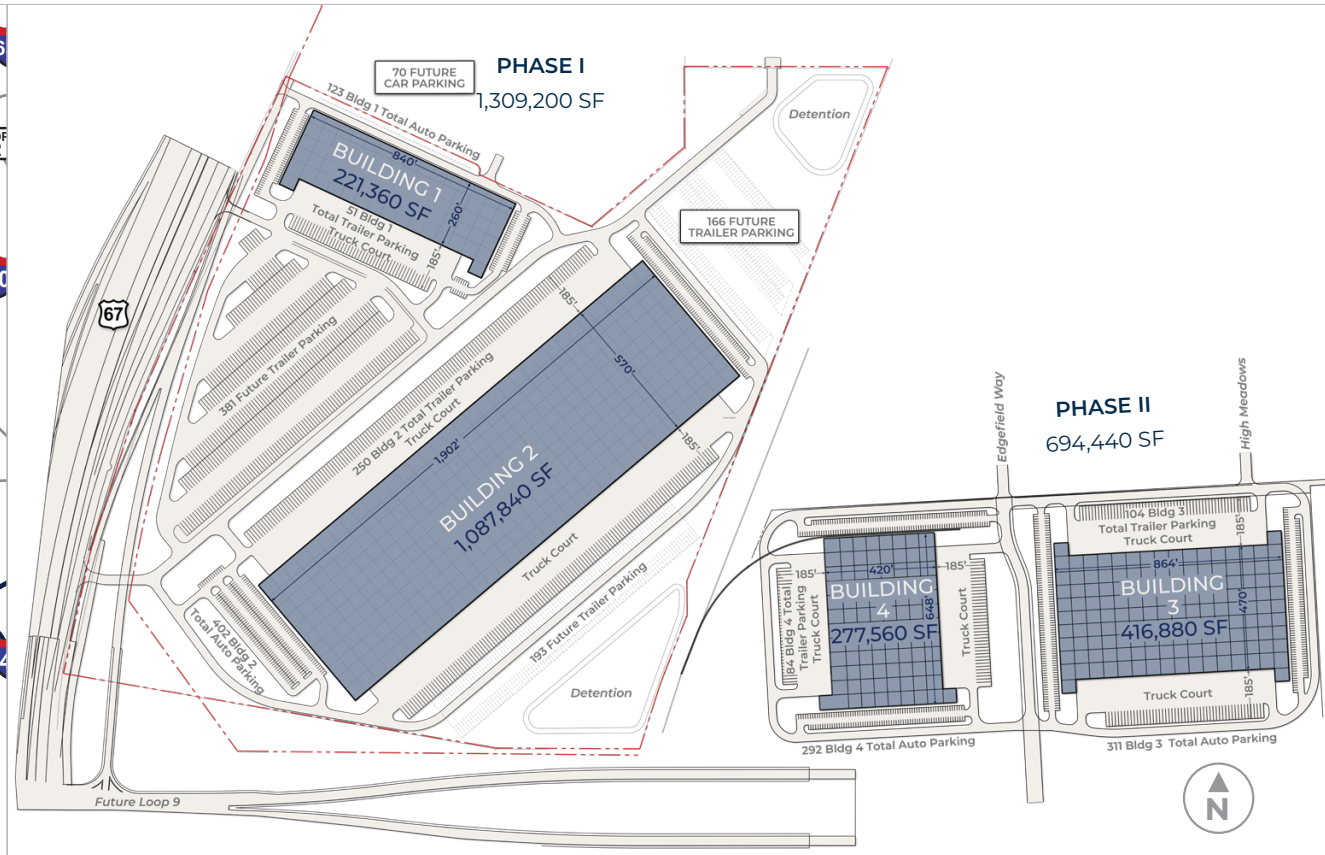 70 FUTURE
CAR PARKING
PHASE I
1,309,200 SF
123 Bldg 1 Total Auto Parking
Detention
BUILDING 1
221,360 SF
840'
260'
185'
51 Bldg 1
Total Trailer Parking
Truck Court
166 FUTURE
TRAILER PARKING
67
381 Future Trailer Parking
250 Bldg 2 Total Trailer Parking
Truck Court
185'
570'
185'
1,902'
BUILDING 2
1,087,840 SF
Truck Court
193 Future Trailer Parking
402 Bldg 2
Total Auto Parking
Detention
Future Loop 9
PHASE II
694,440 SF
Edgefield Way
High Meadows
84 Bldg 4 Total
Trailer Parking
Truck Court
185'
420'
185'
BUILDING
4
648'
277,560 SF
Truck Court
292 Bldg 4 Total Auto Parking
104 Bldg 3
Total Trailer Parking
Truck Court
185'
864'
BUILDING
3
470'
416,880 SF
Truck Court
185'
311 Bldg 3 Total Auto Parking
N